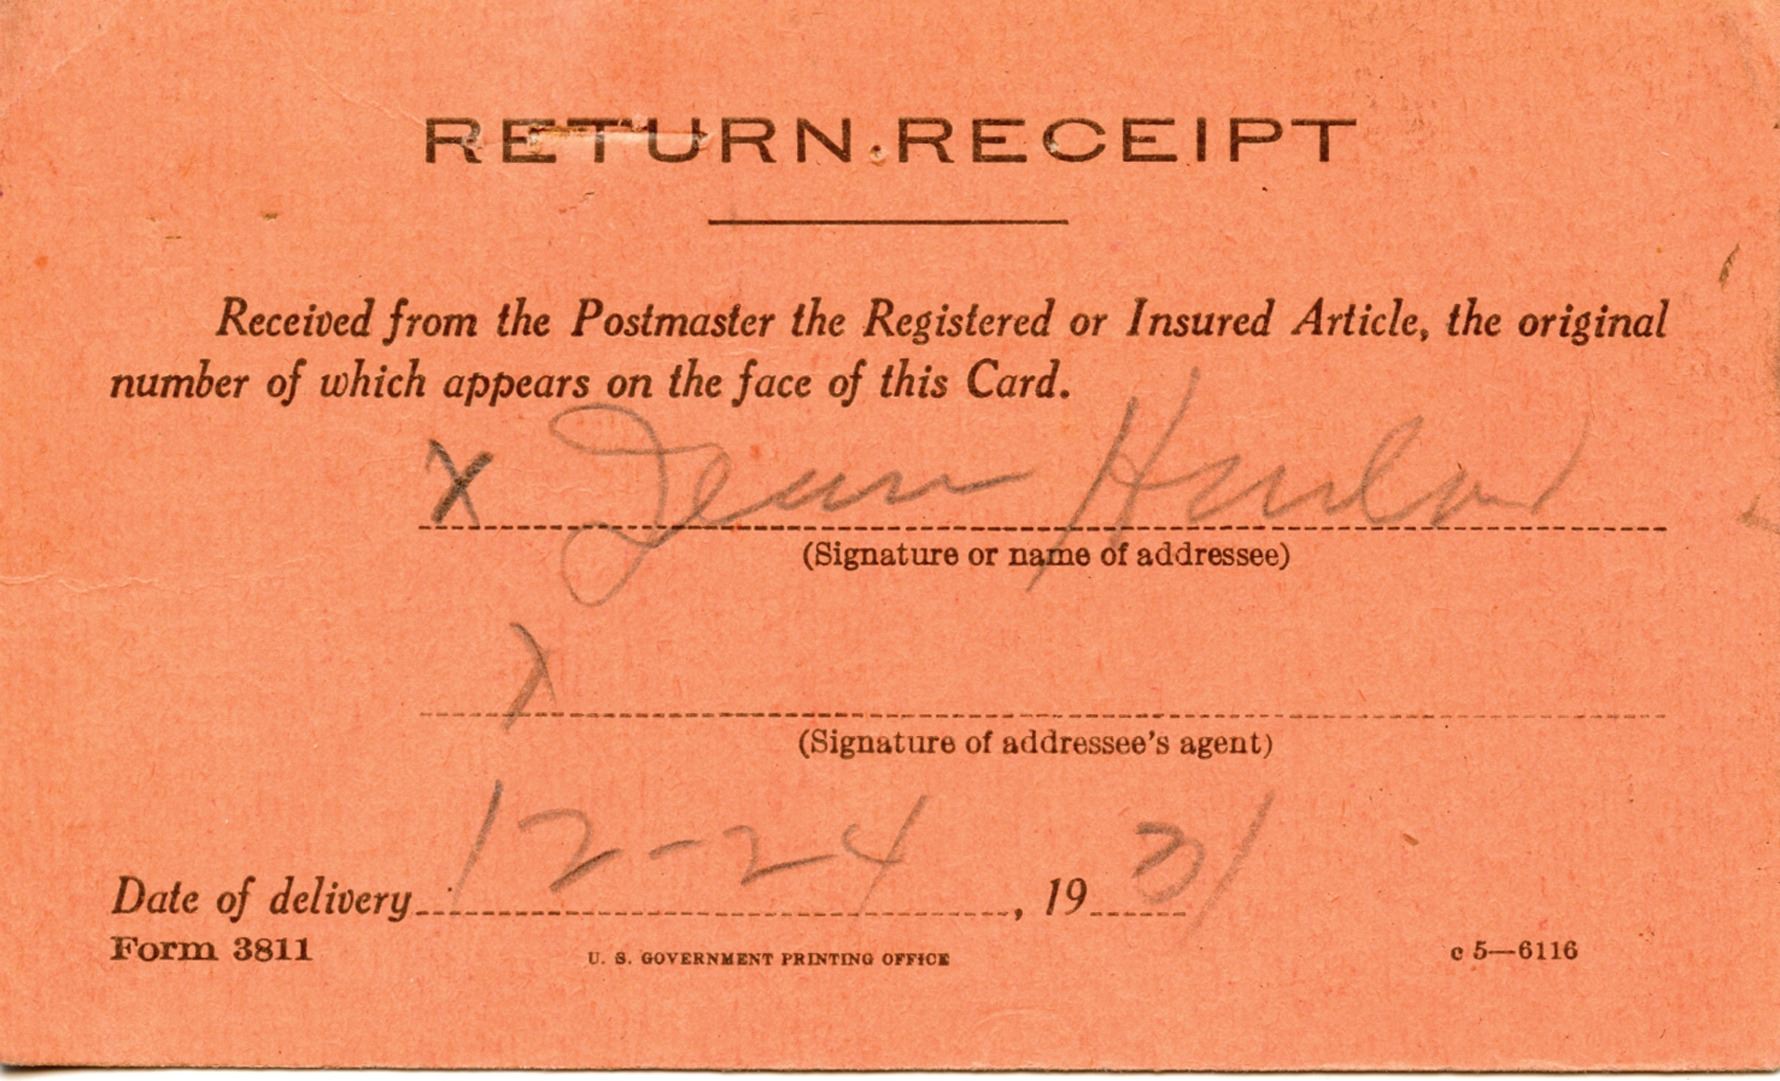 RETURN RECEIPT
Received from the Postmaster the Registered or Insured Article, the original
number of which appears on the face of this Card.
X Jean
(Signature or name of addressee)
X
(Signature of addressee's agent)
Date of delivery 12-24, 19 31
Form 3811 U. S. GOVERNMENT PRINTING OFFICE c 5—6116